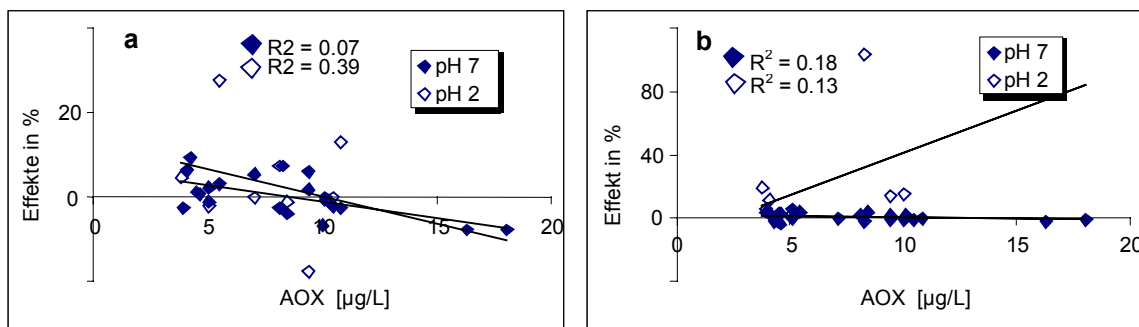 a
R2 = 0.07
R2 = 0.39
pH 7
pH 2
20
0
0
5
10
15
20
Effekte in %
AOX [µg/L]
b
R² = 0.18
R² = 0.13
pH 7
pH 2
80
40
0
0
5
10
15
20
Effekt in %
AOX [µg/L]